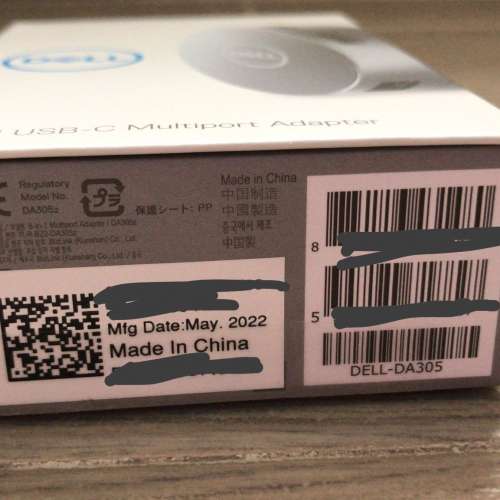 DELL
USB-C Multiport Adapter
Regulatory
Model No.
DA305z
保護シート: PP
Made in China
中国制造
中國製造
중국에서 제조
中国製
8
5
DELL-DA305
Mfg Date:May. 2022
Made In China